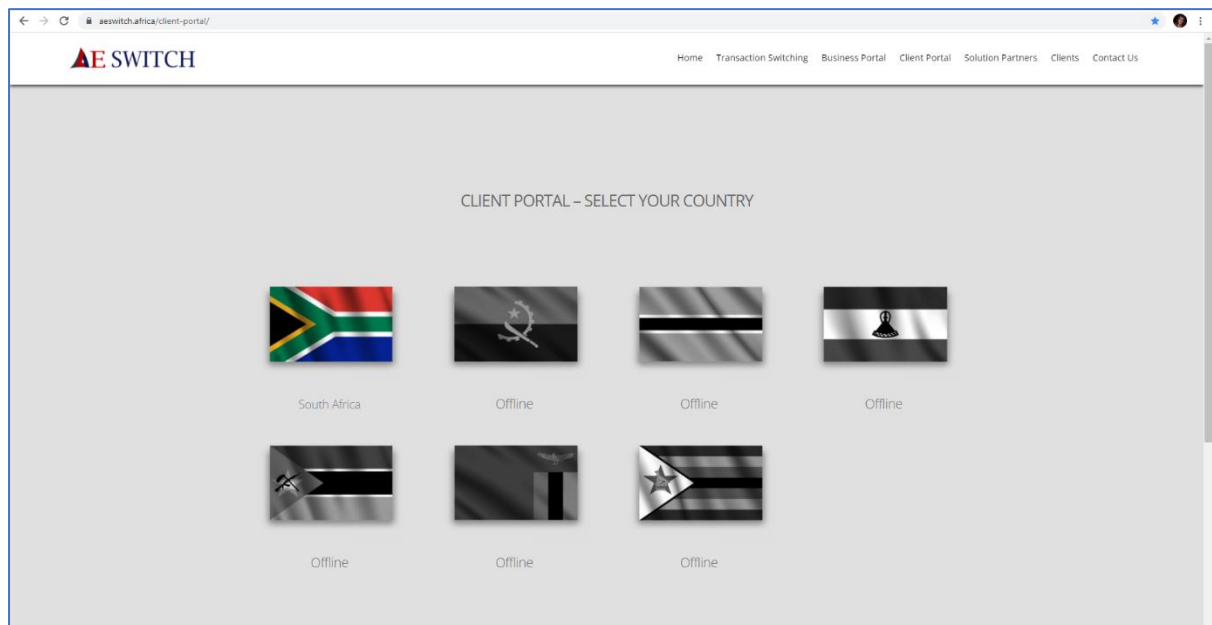 aeswitch.africa/client-portal/
AE SWITCH
Home Transaction Switching Business Portal Client Portal Solution Partners Clients Contact Us
CLIENT PORTAL – SELECT YOUR COUNTRY
South Africa Offline Offline Offline
Offline Offline Offline